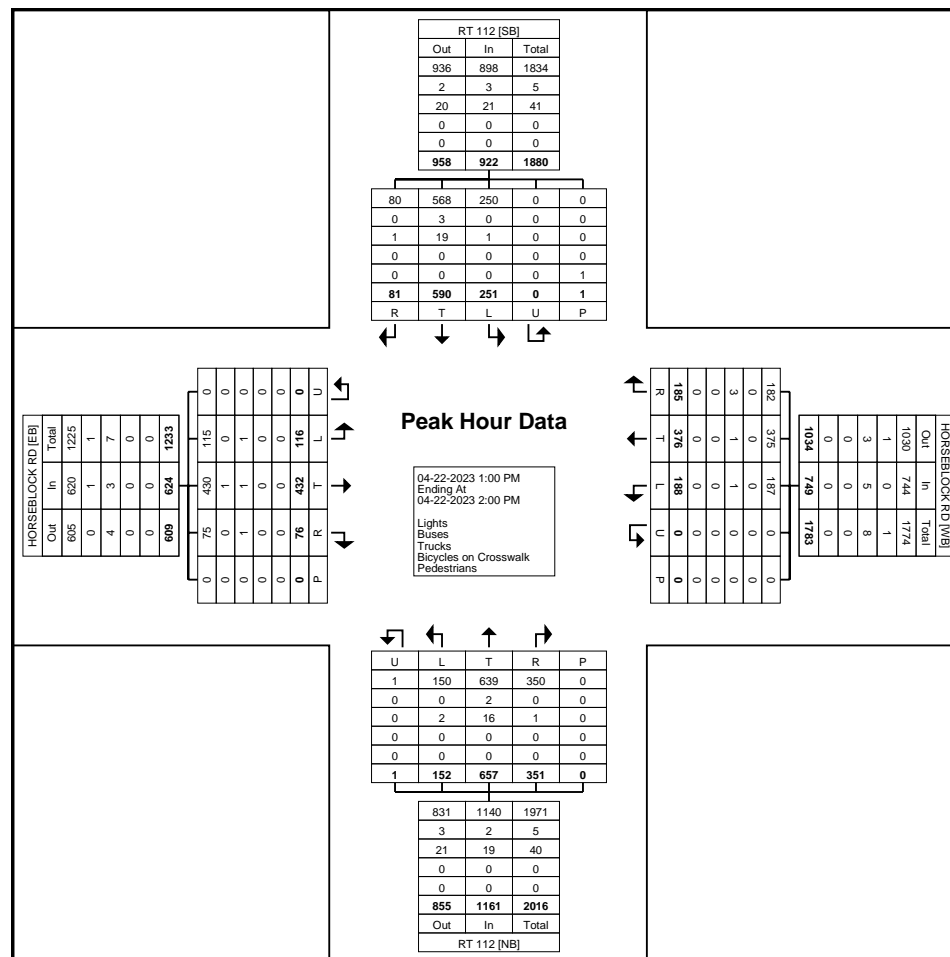 RT 112 [SB]
Out In Total
936 898 1834
2 3 5
20 21 41
0 0 0
0 0 0
958 922 1880
80 568 250 0 0
0 3 0 0 0
1 19 1 0 0
0 0 0 0 0
0 0 0 0 1
81 590 251 0 1
R T L U P
HORSEBLOCK RD [EB]
Out In Total
605 620 1225
0 1 1
4 3 7
0 0 0
0 0 0
609 624 1233
0 75 430 115 0
0 0 1 0 0
0 1 1 1 0
0 0 0 0 0
0 0 0 0 0
0 76 432 116 0
P R T L U
Peak Hour Data
04-22-2023 1:00 PM
Ending At
04-22-2023 2:00 PM
Lights
Buses
Trucks
Bicycles on Crosswalk
Pedestrians
HORSEBLOCK RD [WB]
Out In Total
1030 744 1774
1 0 1
3 5 8
0 0 0
0 0 0
1034 749 1783
182 375 187 0 0
0 0 0 0 0
3 1 1 0 0
0 0 0 0 0
0 0 0 0 0
185 376 188 0 0
R T L U P
U L T R P
1 150 639 350 0
0 0 2 0 0
0 2 16 1 0
0 0 0 0 0
0 0 0 0 0
1 152 657 351 0
831 1140 1971
3 2 5
21 19 40
0 0 0
0 0 0
855 1161 2016
Out In Total
RT 112 [NB]